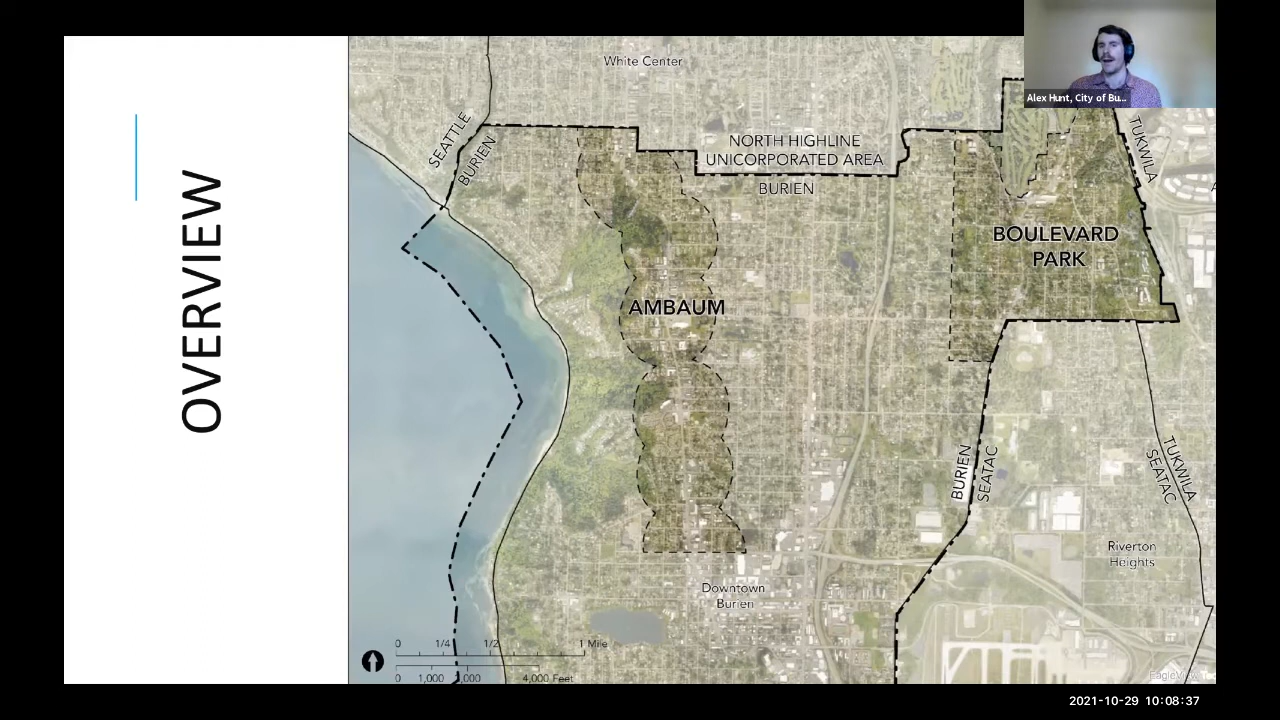 OVERVIEW
White Center
Alex Hunt, City of Bu...
SEATTLE
BURIEN
NORTH HIGHLINE
UNICORPORATED AREA
BURIEN
TUKWILA
BOULEVARD
PARK
AMBAUM
BURIEN
SEATAC
TUKWILA
SEATAC
Riverton
Heights
Downtown
Burien
0 1/4 1/2 1 Mile
0 1,000 2,000 4,000 Feet
2021-10-29 10:08:37